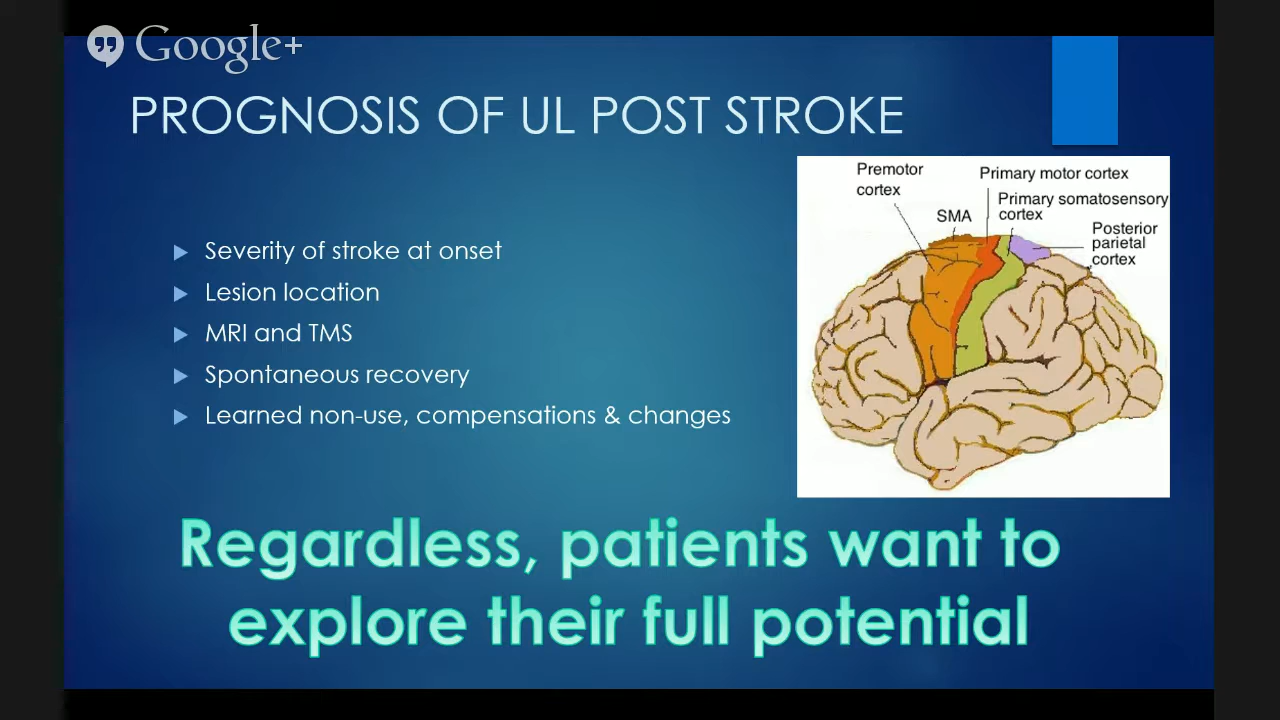 Google+
PROGNOSIS OF UL POST STROKE
Severity of stroke at onset
Lesion location
MRI and TMS
Spontaneous recovery
Learned non-use, compensations & changes
Premotor
cortex
Primary motor cortex
SMA
Primary somatosensory
cortex
Posterior
parietal
cortex
Regardless, patients want to
explore their full potential